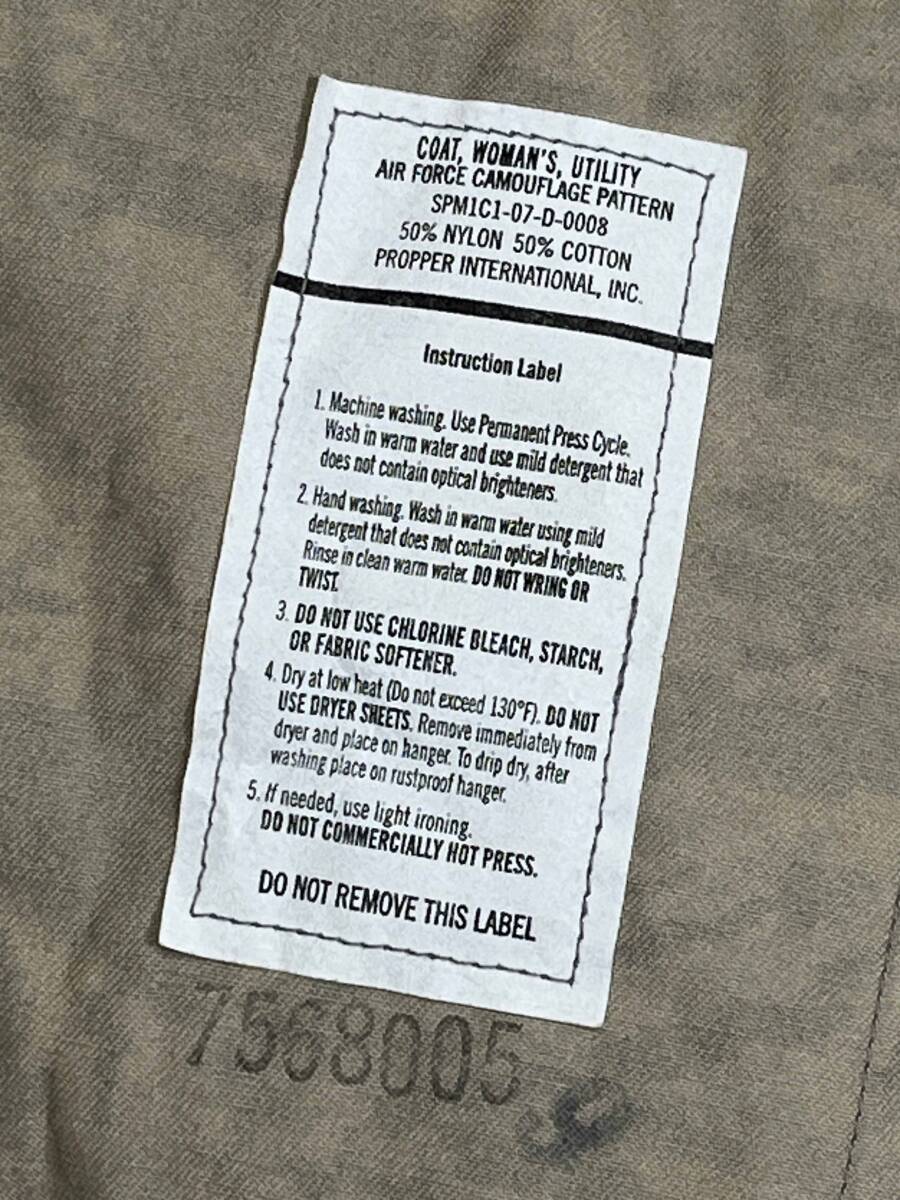 COAT, WOMAN'S, UTILITY
AIR FORCE CAMOUFLAGE PATTERN
SPM1C1-07-D-0008
50% NYLON 50% COTTON
PROPPER INTERNATIONAL, INC.
Instruction Label
1. Machine washing. Use Permanent Press Cycle.
Wash in warm water and use mild detergent that
does not contain optical brighteners.
2. Hand washing. Wash in warm water using mild
detergent that does not contain optical brighteners.
Rinse in clean warm water. DO NOT WRING OR
TWIST.
3. DO NOT USE CHLORINE BLEACH, STARCH,
OR FABRIC SOFTENER.
4. Dry at low heat (Do not exceed 130°F). DO NOT
USE DRYER SHEETS. Remove immediately from
dryer and place on hanger. To drip dry, after
washing place on rustproof hanger.
5. If needed, use light ironing.
DO NOT COMMERCIALLY HOT PRESS.
DO NOT REMOVE THIS LABEL
7568005